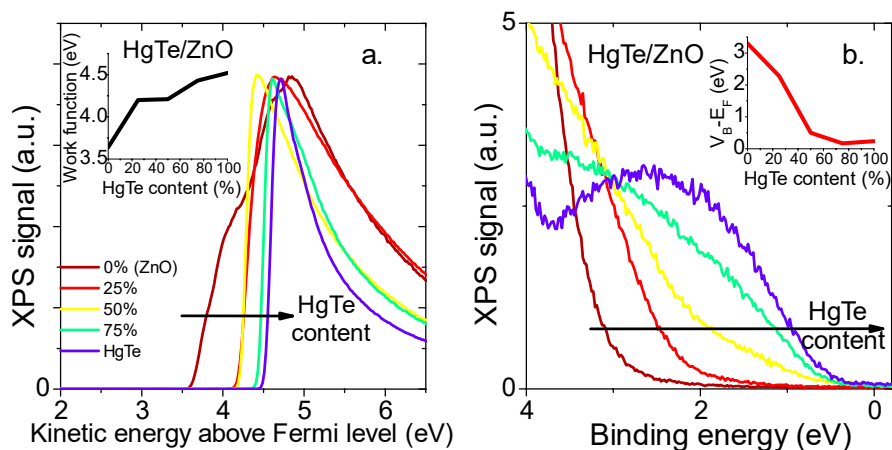 HgTe/ZnO
a.
Work function (eV)
4.5
4.0
3.5
0 20 40 60 80 100
HgTe content (%)
XPS signal (a.u.)
0% (ZnO)
25%
50%
75%
HgTe
HgTe
content
0
2 3 4 5 6
Kinetic energy above Fermi level (eV)
HgTe/ZnO
b.
V_B-E_F
(eV)
3
2
1
0
0 20 40 60 80 100
HgTe content (%)
XPS signal (a.u.)
5
0
HgTe
content
4 2 0
Binding energy (eV)